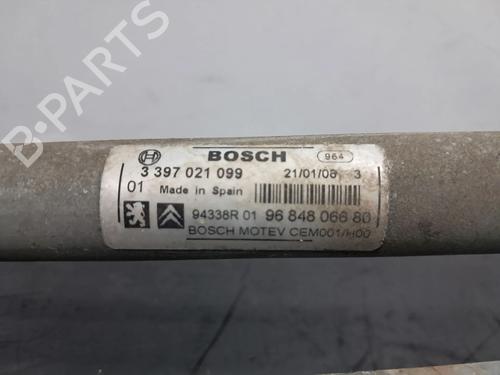 BOSCH 964
3 397 021 099 21/01/08 3
01 Made in Spain
94338R 01 96 848 066 80
BOSCH MOTEV CEM001/H00
B-PARTS